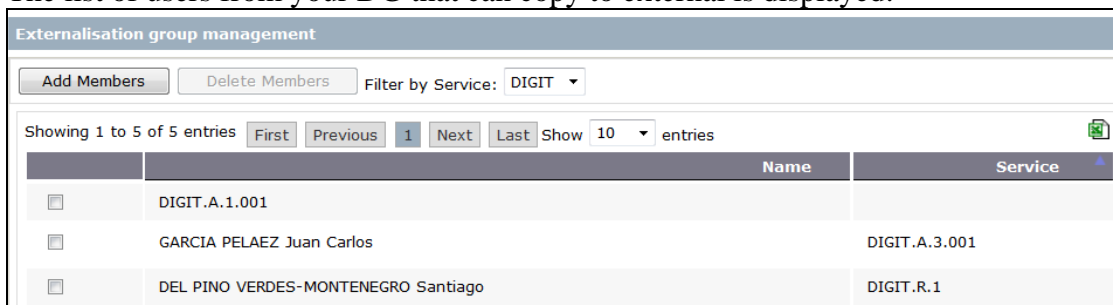 The list of users from your DG that can copy to external is displayed.
Externalisation group management
Add Members Delete Members Filter by Service: DIGIT
Showing 1 to 5 of 5 entries First Previous 1 Next Last Show 10 entries
Name Service
DIGIT.A.1.001
GARCIA PELAEZ Juan Carlos DIGIT.A.3.001
DEL PINO VERDES-MONTENEGRO Santiago DIGIT.R.1